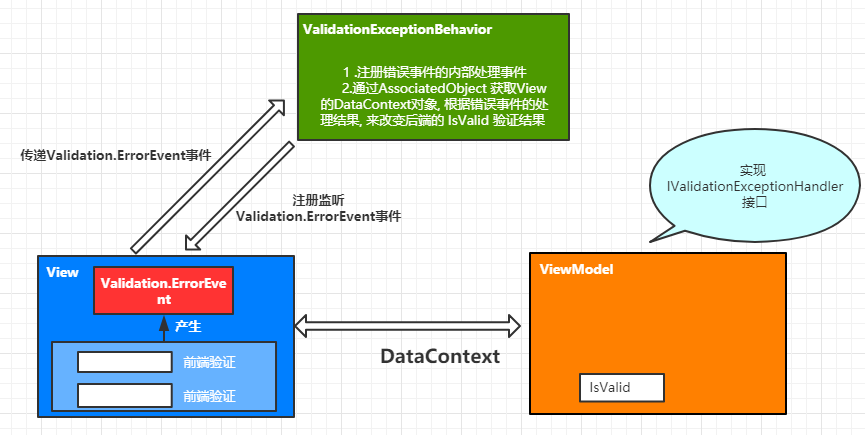 ValidationExceptionBehavior
1 .注册错误事件的内部处理事件
2.通过AssociatedObject 获取View
的DataContext对象, 根据错误事件的处
理结果, 来改变后端的 IsValid 验证结果
传递Validation.ErrorEvent事件
注册监听
Validation.ErrorEvent事件
实现
IValidationExceptionHandler
接口
View
Validation.ErrorEve
nt
产生
前端验证
前端验证
DataContext
ViewModel
IsValid